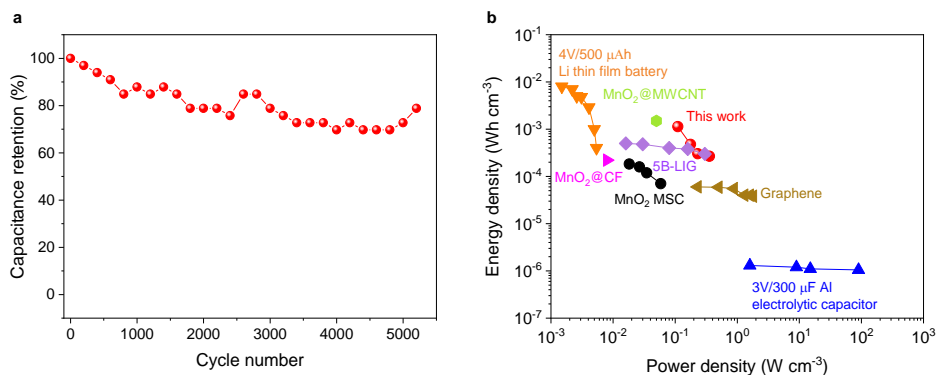 a
100
80
60
40
20
0
Capacitance retention (%)
0 1000 2000 3000 4000 5000
Cycle number
b
10⁻¹
10⁻²
10⁻³
10⁻⁴
10⁻⁵
10⁻⁶
10⁻⁷
Energy density (Wh cm⁻³)
4V/500 μAh
Li thin film battery
MnO₂@MWCNT
This work
5B-LIG
MnO₂@CF
MnO₂ MSC
Graphene
3V/300 μF Al
electrolytic capacitor
10⁻³ 10⁻² 10⁻¹ 10⁰ 10¹ 10² 10³
Power density (W cm⁻³)